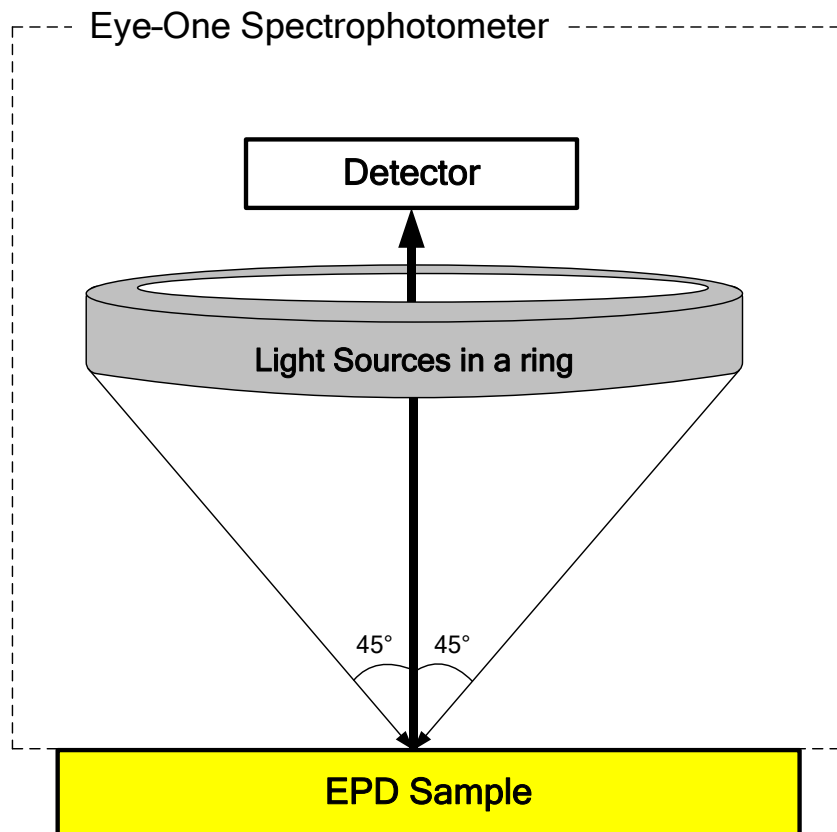 Eye-One Spectrophotometer
Detector
Light Sources in a ring
45° 45°
EPD Sample